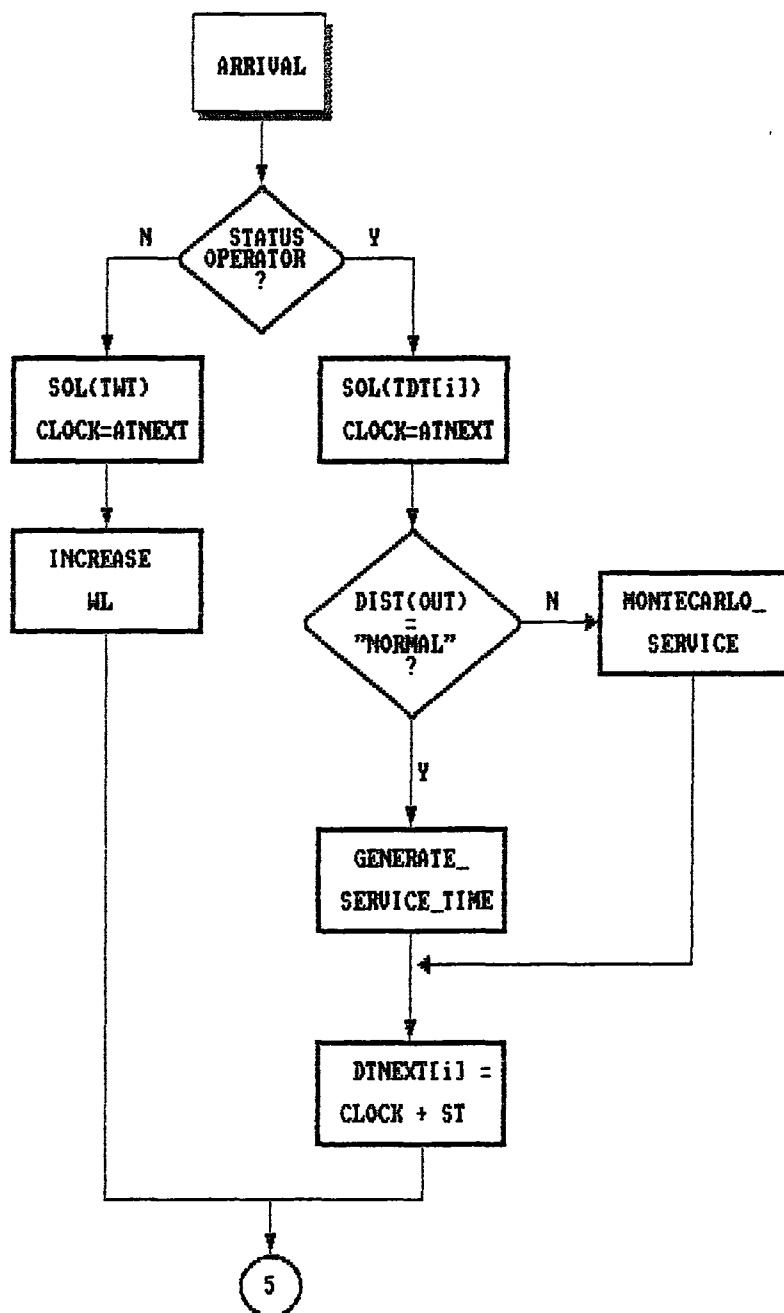 ARRIVAL
N
STATUS
OPERATOR
?
Y
SOL(TWT)
CLOCK=ATNEXT
SOL(TDT[i])
CLOCK=ATNEXT
INCREASE
WL
DIST(OUT)
=
"NORMAL"
?
N
MONTECARLO_
SERVICE
Y
GENERATE_
SERVICE_TIME
DTNEXT[i] =
CLOCK + ST
5